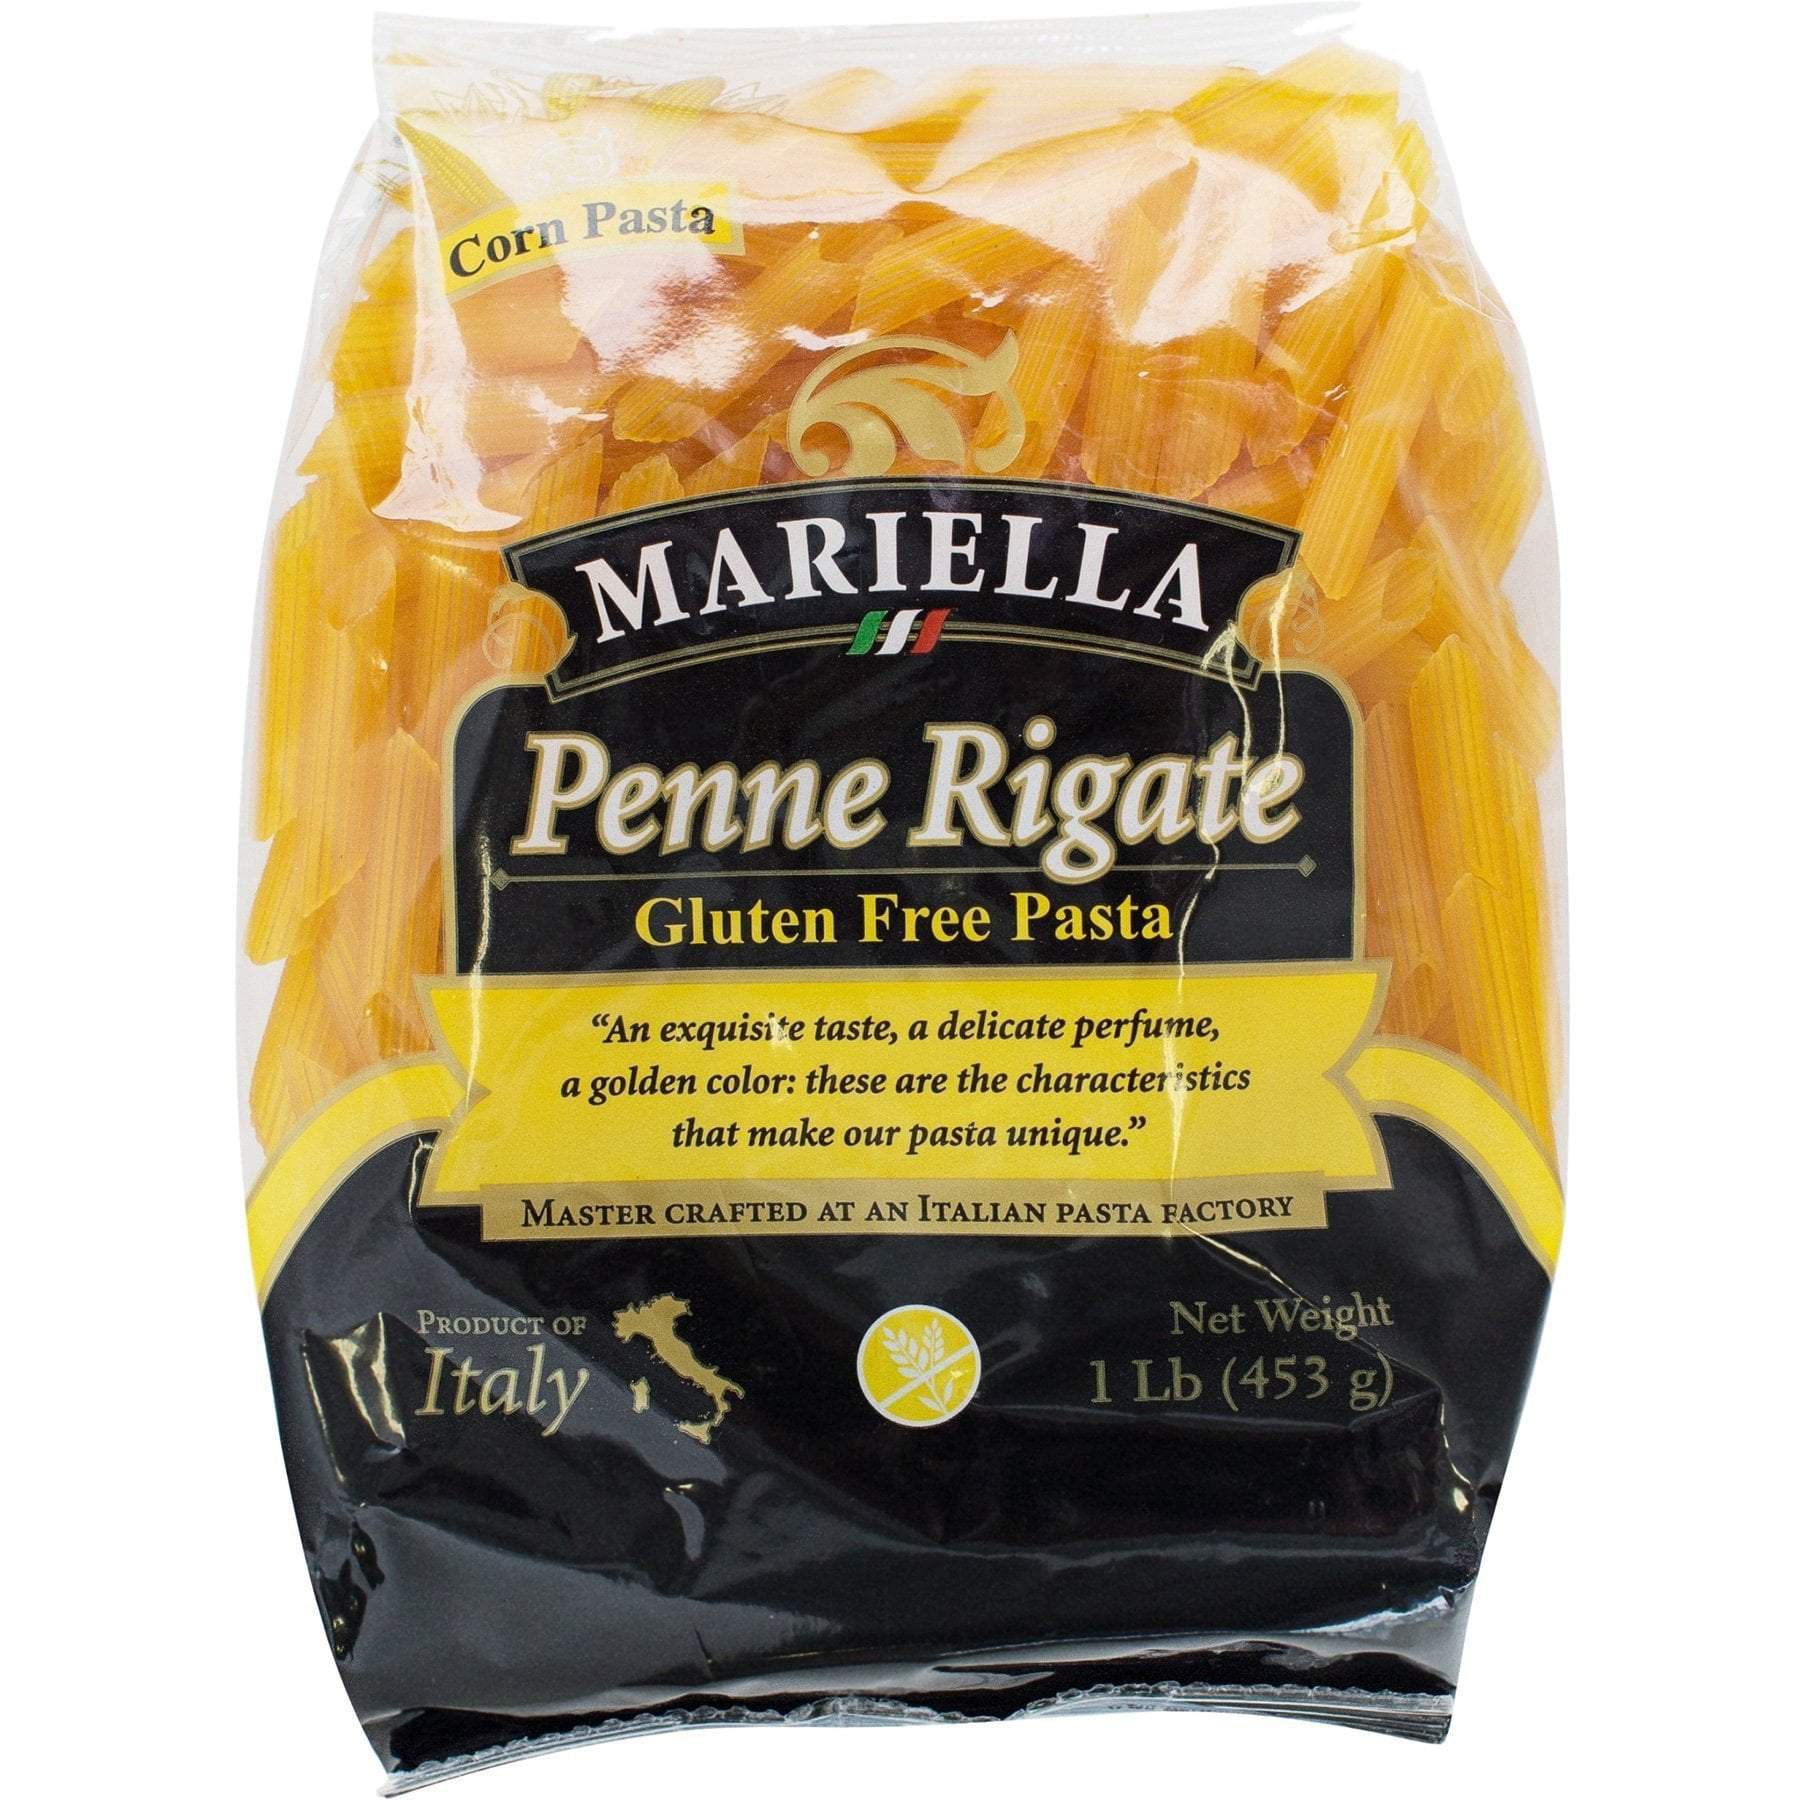 Corn Pasta
MARIELLA
Penne Rigate
Gluten Free Pasta
“An exquisite taste, a delicate perfume,
a golden color: these are the characteristics
that make our pasta unique.”
MASTER CRAFTED AT AN ITALIAN PASTA FACTORY
PRODUCT OF
Italy
Net Weight
1 Lb (453 g)